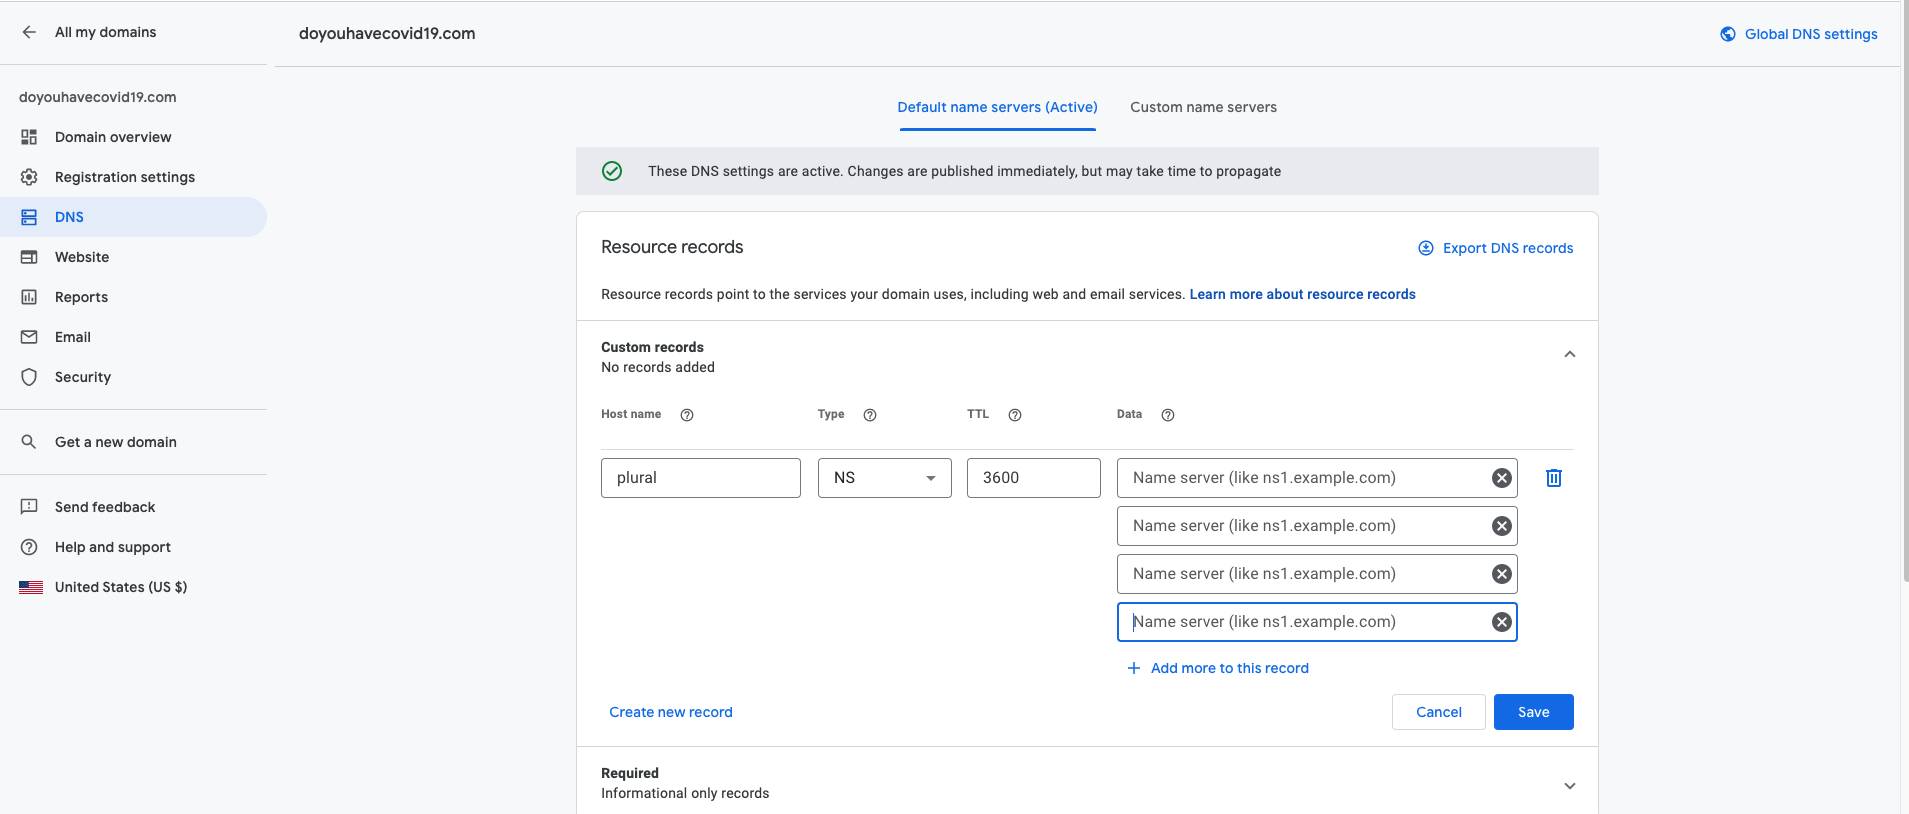 All my domains
doyouhavecovid19.com
Global DNS settings
doyouhavecovid19.com
Domain overview
Registration settings
DNS
Website
Reports
Email
Security
Get a new domain
Send feedback
Help and support
United States (US $)
Default name servers (Active)
Custom name servers
These DNS settings are active. Changes are published immediately, but may take time to propagate
Resource records
Export DNS records
Resource records point to the services your domain uses, including web and email services. Learn more about resource records
Custom records
No records added
Host name
Type
TTL
Data
plural
NS
3600
Name server (like ns1.example.com)
Name server (like ns1.example.com)
Name server (like ns1.example.com)
Name server (like ns1.example.com)
Add more to this record
Create new record
Cancel
Save
Required
Informational only records